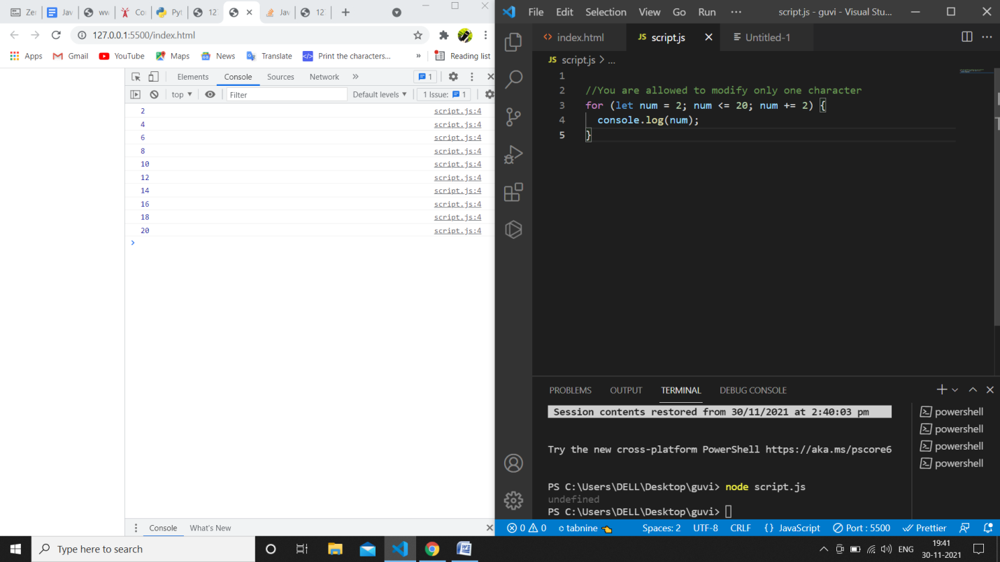 Zer
Jav
ww
Co
Pyt
12
Jav
12
127.0.0.1:5500/index.html
Apps
Gmail
YouTube
Maps
News
Translate
Print the characters...
»
Reading list
Elements
Console
Sources
Network
»
1
top
Filter
Default levels
1 Issue:
1
2 script.js:4
4 script.js:4
6 script.js:4
8 script.js:4
10 script.js:4
12 script.js:4
14 script.js:4
16 script.js:4
18 script.js:4
20 script.js:4
Console
What's New
File Edit Selection View Go Run ··· script.js - guvi - Visual Stu...
<> index.html
JS script.js
Untitled-1
JS script.js > ...
1
2 //You are allowed to modify only one character
3 for (let num = 2; num <= 20; num += 2) {
4 console.log(num);
5 }
PROBLEMS OUTPUT TERMINAL DEBUG CONSOLE
Session contents restored from 30/11/2021 at 2:40:03 pm
Try the new cross-platform PowerShell https://aka.ms/pscore6
PS C:\Users\DELL\Desktop\guvi> node script.js
undefined
PS C:\Users\DELL\Desktop\guvi>
powershell
powershell
powershell
powershell
0 0 tabnine Spaces: 2 UTF-8 CRLF {} JavaScript Port : 5500 Prettier
Type here to search
ENG
19:41
30-11-2021